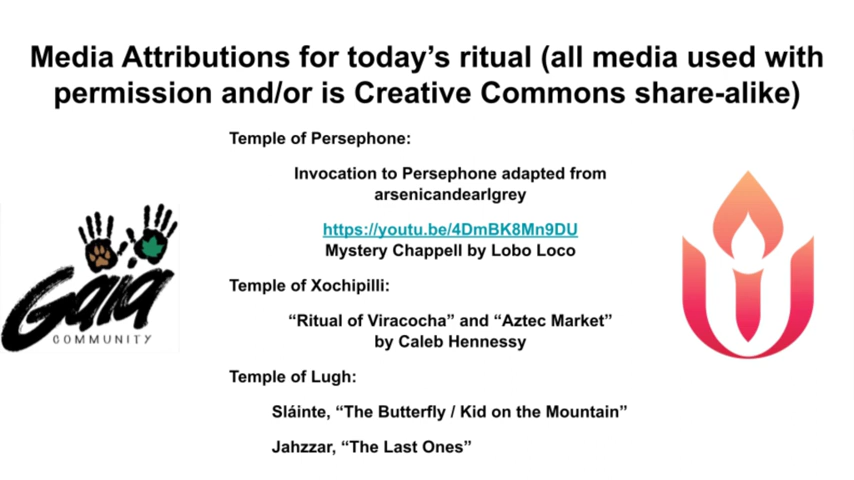 Media Attributions for today’s ritual (all media used with
permission and/or is Creative Commons share-alike)
Temple of Persephone:
Invocation to Persephone adapted from
arsenicandearlgrey
https://youtu.be/4DmBK8Mn9DU
Mystery Chappell by Lobo Loco
Temple of Xochipilli:
“Ritual of Viracocha” and “Aztec Market”
by Caleb Hennessy
Temple of Lugh:
Sláinte, “The Butterfly / Kid on the Mountain”
Jahzzar, “The Last Ones”
Gaia
COMMUNITY